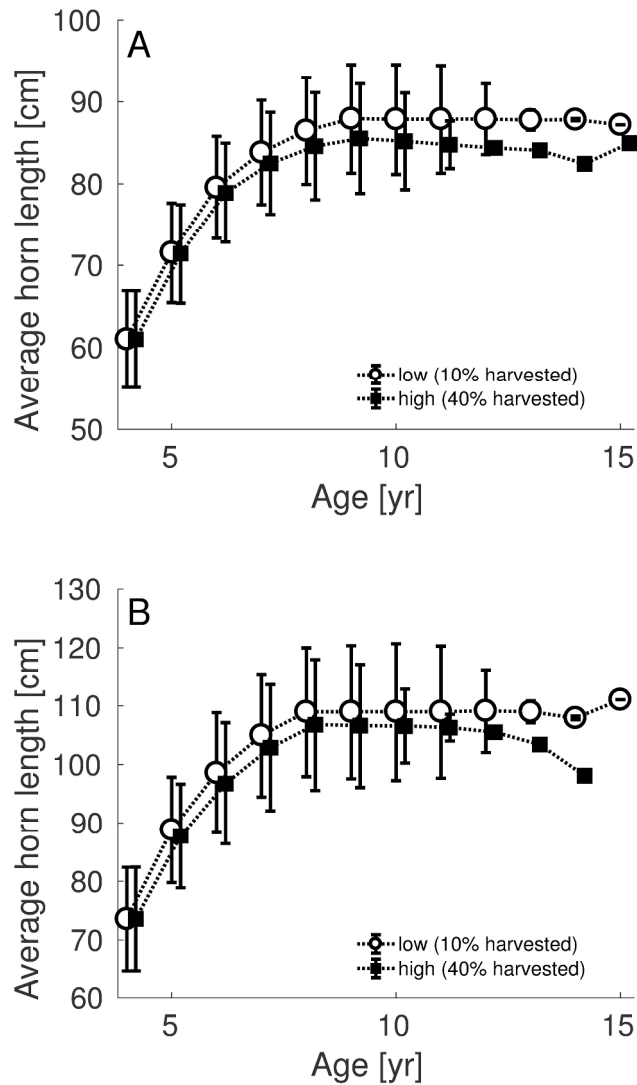 A
Average horn length [cm]
100
90
80
70
60
50
low (10% harvested)
high (40% harvested)
5
10
15
Age [yr]
B
Average horn length [cm]
130
120
110
100
90
80
70
60
low (10% harvested)
high (40% harvested)
5
10
15
Age [yr]